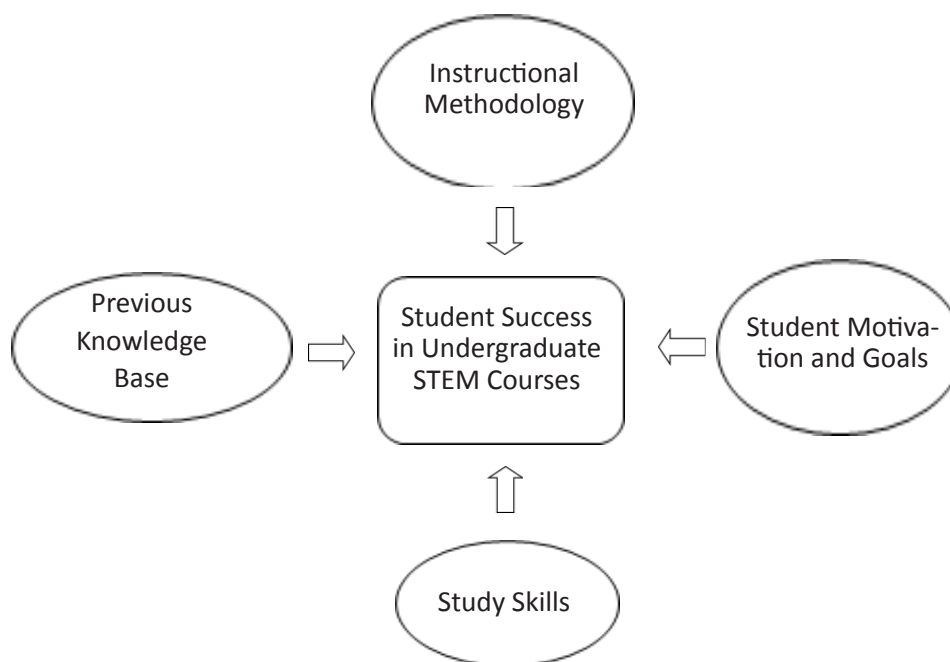 Instructional
Methodology
Previous
Knowledge
Base
Student Success
in Undergraduate
STEM Courses
Student Motiva-
tion and Goals
Study Skills